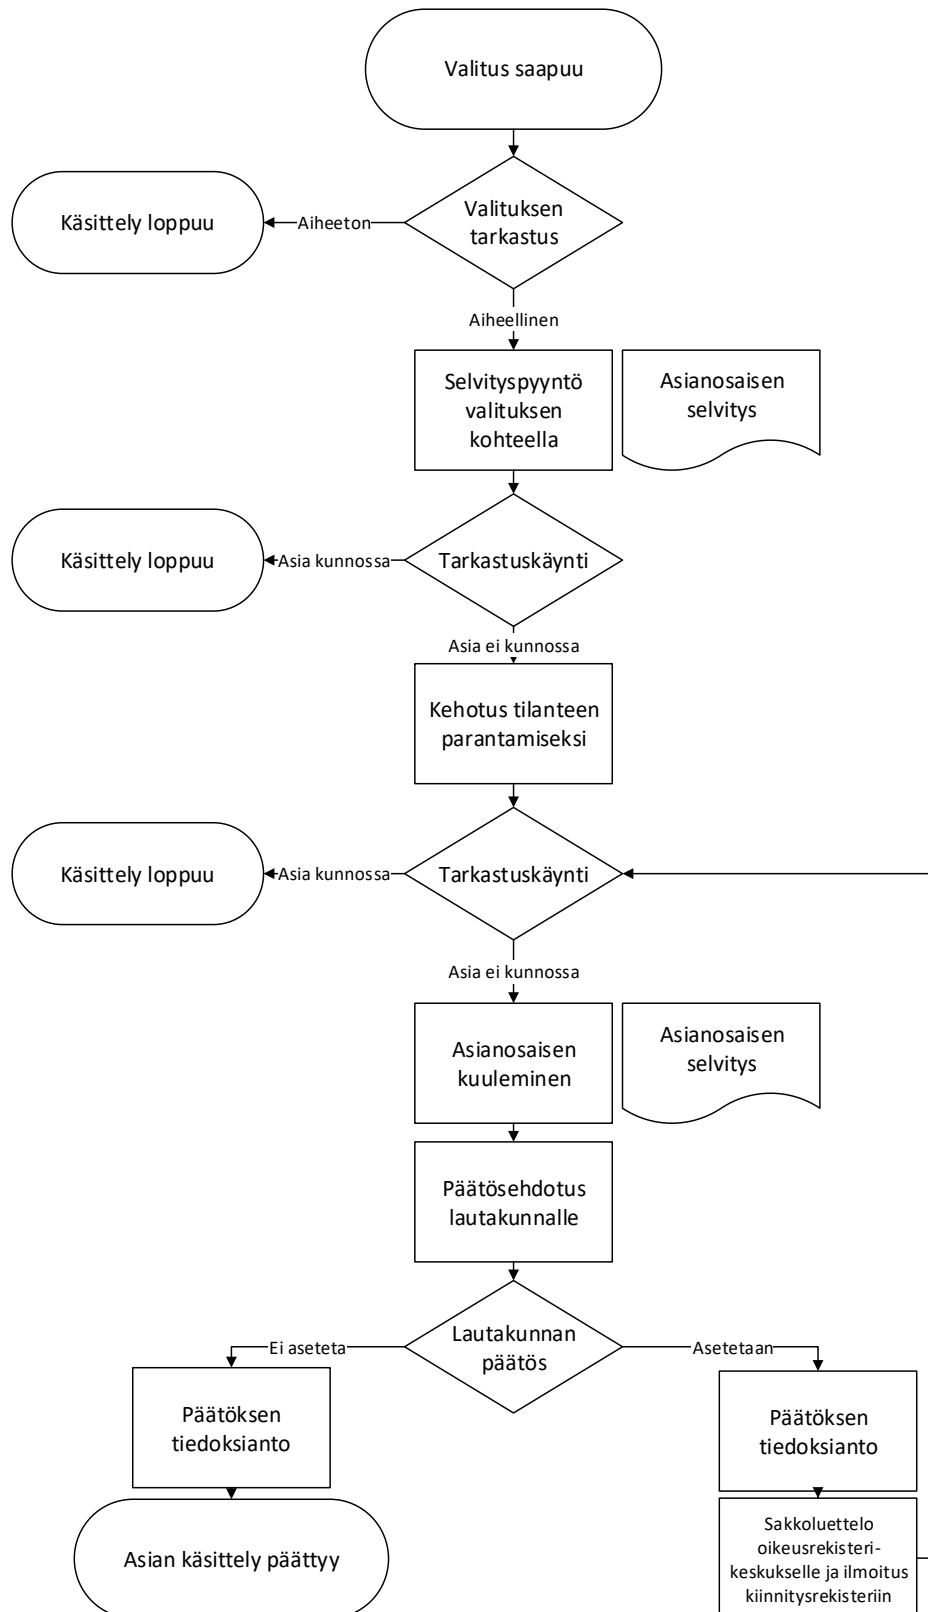 Valitus saapuu
Valituksen
tarkastus
Aiheeton
Käsittely loppuu
Aiheellinen
Selvityspyyntö
valituksen
kohteella
Asianosaisen
selvitys
Tarkastuskäynti
Asia kunnossa
Käsittely loppuu
Asia ei kunnossa
Kehotus tilanteen
parantamiseksi
Tarkastuskäynti
Asia kunnossa
Käsittely loppuu
Asia ei kunnossa
Asianosaisen
kuuleminen
Asianosaisen
selvitys
Päätösehdotus
lautakunnalle
Lautakunnan
päätös
Ei aseteta
Asetetaan
Päätöksen
tiedoksianto
Asian käsittely päättyy
Päätöksen
tiedoksianto
Sakkoluettelo
oikeusrekisteri-
keskukselle ja ilmoitus
kiinnitysrekisteriin